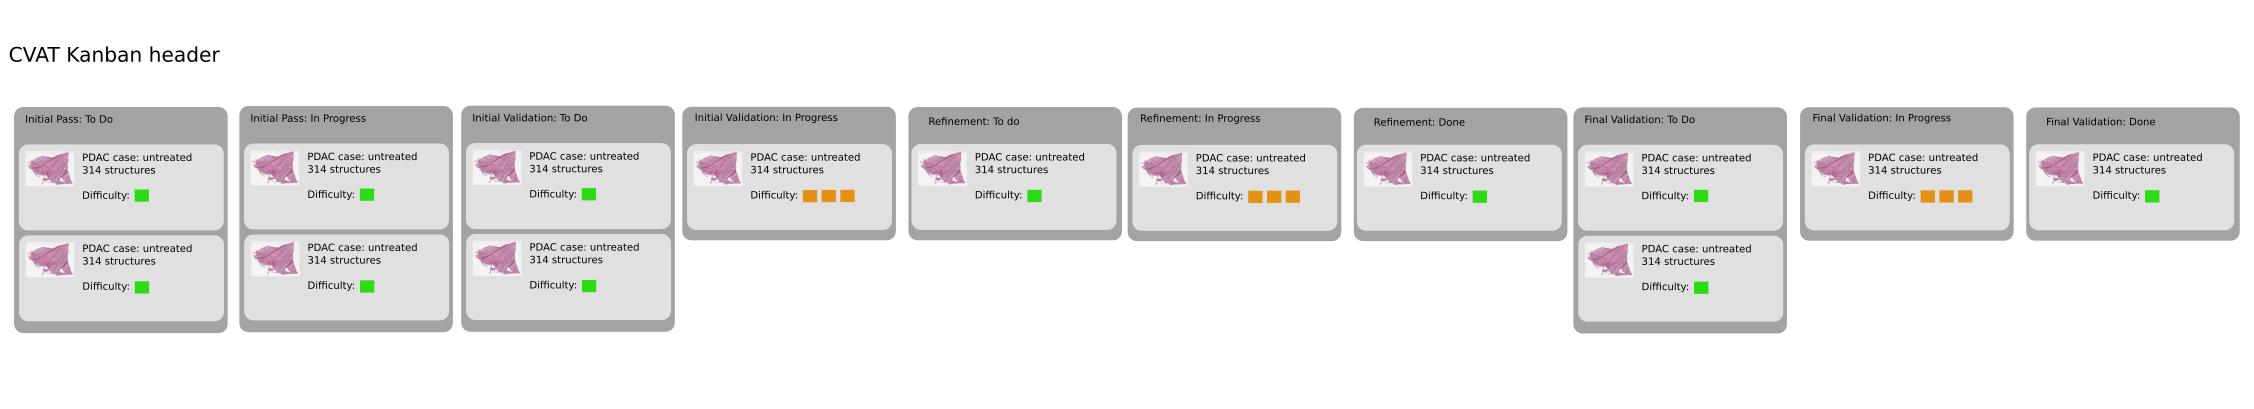 CVAT Kanban header
Initial Pass: To Do
PDAC case: untreated
314 structures
Difficulty:
PDAC case: untreated
314 structures
Difficulty:
Initial Pass: In Progress
PDAC case: untreated
314 structures
Difficulty:
PDAC case: untreated
314 structures
Difficulty:
Initial Validation: To Do
PDAC case: untreated
314 structures
Difficulty:
PDAC case: untreated
314 structures
Difficulty:
Initial Validation: In Progress
PDAC case: untreated
314 structures
Difficulty:
Refinement: To do
PDAC case: untreated
314 structures
Difficulty:
Refinement: In Progress
PDAC case: untreated
314 structures
Difficulty:
Refinement: Done
PDAC case: untreated
314 structures
Difficulty:
Final Validation: To Do
PDAC case: untreated
314 structures
Difficulty:
PDAC case: untreated
314 structures
Difficulty:
Final Validation: In Progress
PDAC case: untreated
314 structures
Difficulty:
Final Validation: Done
PDAC case: untreated
314 structures
Difficulty: